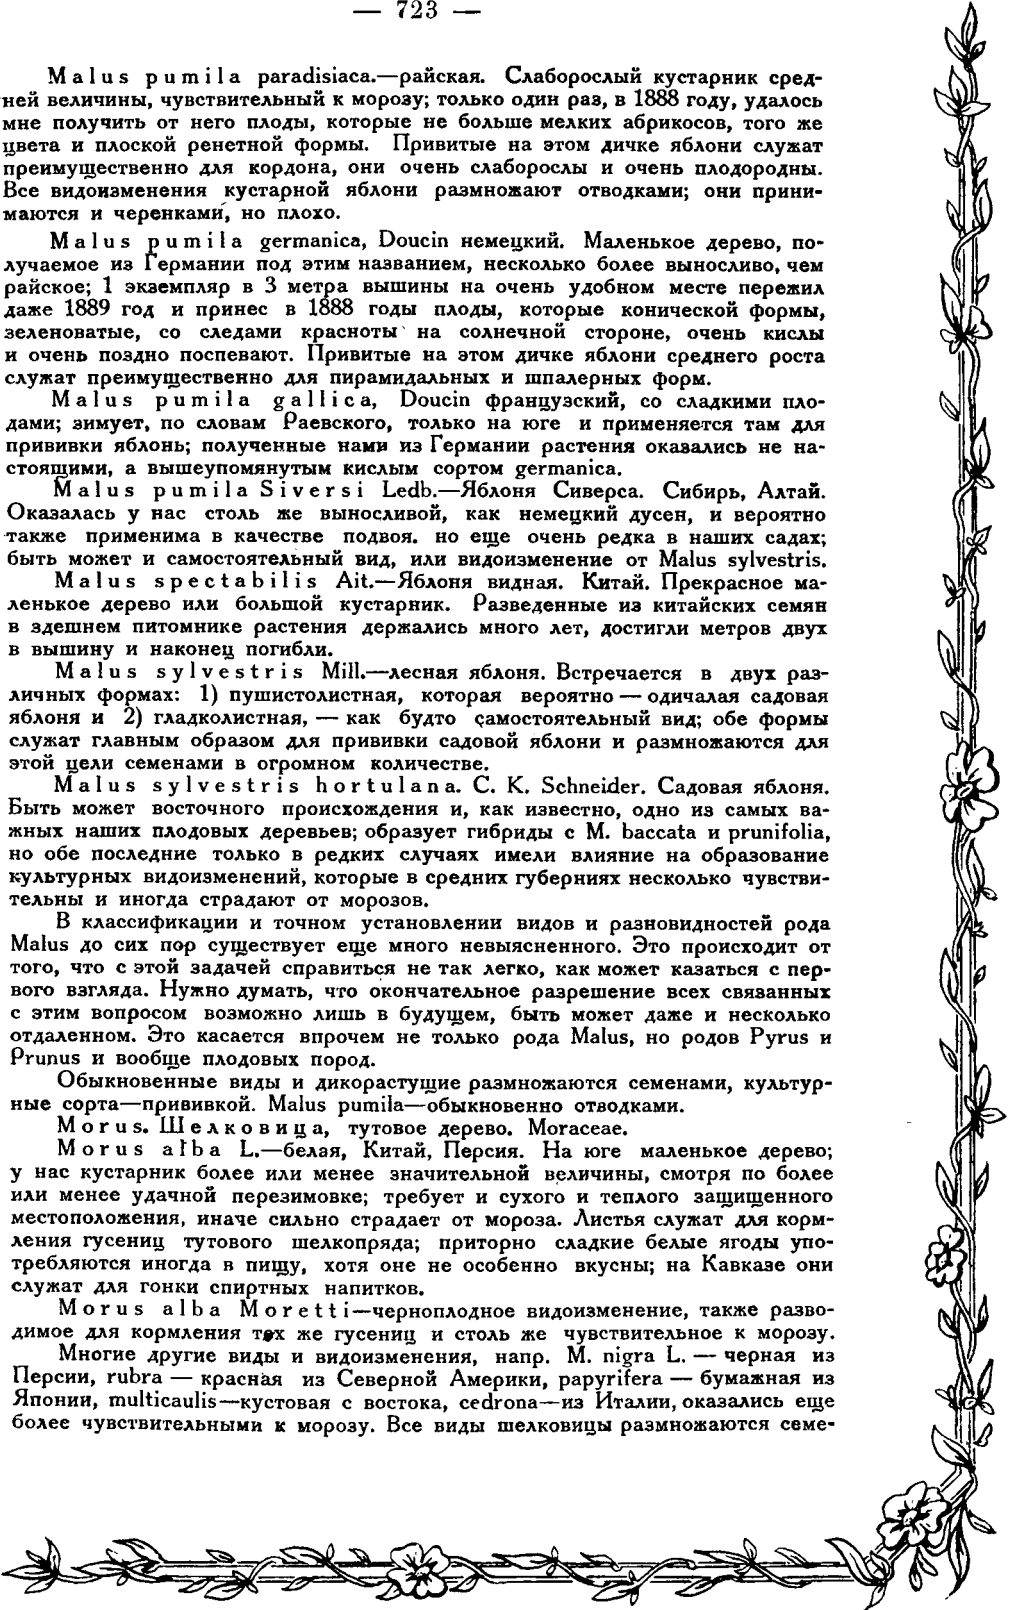 — 723 —
Malus pumila paradisiaca.—райская. Слаборослый кустарник сред-
ней величины, чувствительный к морозу; только один раз, в 1888 году, удалось
мне получить от него плоды, которые не больше мелких абрикосов, того же
цвета и плоской ренетной формы. Привитые на этом дичке яблони служат
преимущественно для кордона, они очень слаборослы и очень плодородны.
Все видоизменения кустарной яблони размножают отводками; они прини-
маются и черенками, но плохо.
Malus pumila germanica, Doucin немецкий. Маленькое дерево, по-
лучаемое из Германии под этим названием, несколько более выносливо, чем
райское; 1 экземпляр в 3 метра вышины на очень удобном месте пережил
даже 1889 год и принес в 1888 годы плоды, которые конической формы,
зеленоватые, со следами красноты на солнечной стороне, очень кислы
и очень поздно поспевают. Привитые на этом дичке яблони среднего роста
служат преимущественно для пирамидальных и шпалерных форм.
Malus pumila gallica, Doucin французский, со сладкими пло-
дами; зимует, по словам Раевского, только на юге и применяется там для
прививки яблонь; полученные нами из Германии растения оказались не на-
стоящими, а вышеупомянутым кислым сортом germanica.
Malus pumila Siversi Ledb.—Яблоня Сиверса. Сибирь, Алтай.
Оказалась у нас столь же выносливой, как немецкий дусен, и вероятно
также применима в качестве подвоя. но еще очень редка в наших садах;
быть может и самостоятельный вид, или видоизменение от Malus sylvestris.
Malus spectabilis Ait.—Яблоня видная. Китай. Прекрасное ма-
ленькое дерево или большой кустарник. Разведенные из китайских семян
в здешнем питомнике растения держались много лет, достигли метров двух
в вышину и наконец погибли.
Malus sylvestris Mill.—лесная яблоня. Встречается в двух раз-
личных формах: 1) пушистолистная, которая вероятно — одичалая садовая
яблоня и 2) гладколистная, — как будто самостоятельный вид; обе формы
служат главным образом для прививки садовой яблони и размножаются для
этой цели семенами в огромном количестве.
Malus sylvestris hortulana. C. K. Schneider. Садовая яблоня.
Быть может восточного происхождения и, как известно, одно из самых ва-
жных наших плодовых деревьев; образует гибриды с M. baccata и prunifolia,
но обе последние только в редких случаях имели влияние на образование
культурных видоизменений, которые в средних губерниях несколько чувстви-
тельны и иногда страдают от морозов.
В классификации и точном установлении видов и разновидностей рода
Malus до сих пор существует еще много невыясненного. Это происходит от
того, что с этой задачей справиться не так легко, как может казаться с пер-
вого взгляда. Нужно думать, что окончательное разрешение всех связанных
с этим вопросом возможно лишь в будущем, быть может даже и несколько
отдаленном. Это касается впрочем не только рода Malus, но родов Pyrus и
Prunus и вообще плодовых пород.
Обыкновенные виды и дикорастущие размножаются семенами, культур-
ные сорта—прививкой. Malus pumila—обыкновенно отводками.
Morus. Шелковица, тутовое дерево. Moraceae.
Morus alba L.—белая, Китай, Персия. На юге маленькое дерево;
у нас кустарник более или менее значительной величины, смотря по более
или менее удачной перезимовке; требует и сухого и теплого защищенного
местоположения, иначе сильно страдает от мороза. Листья служат для корм-
ления гусениц тутового шелкопряда; приторно сладкие белые ягоды упо-
требляются иногда в пищу, хотя оне не особенно вкусны; на Кавказе они
служат для гонки спиртных напитков.
Morus alba Moretti—черноплодное видоизменение, также разво-
димое для кормления тех же гусениц и столь же чувствительное к морозу.
Многие другие виды и видоизменения, напр. M. nigra L. — черная из
Персии, rubra — красная из Северной Америки, papyrifera — бумажная из
Японии, multicaulis—кустовая с востока, cedrona—из Италии, оказались еще
более чувствительными к морозу. Все виды шелковицы размножаются семе-